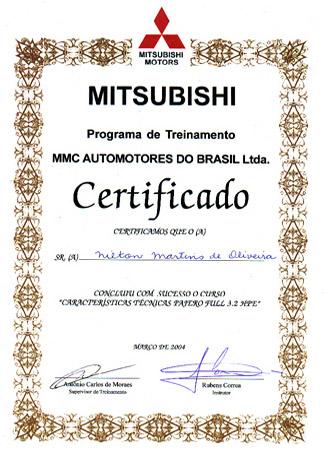 MITSUBISHI
MOTORS
MITSUBISHI
Programa de Treinamento
MMC AUTOMOTORES DO BRASIL Ltda.
Certificado
CERTIFICAMOS QUE O (A)
SR. (A) Nilton Martins de Oliveira
CONCLUIU COM SUCESSO O CURSO
"CARACTERÍSTICAS TÉCNICAS PAJERO FULL 3.2 HPE"
MARÇO DE 2004
Antônio Carlos de Moraes
Supervisor de Treinamento
Rubens Correa
Instrutor